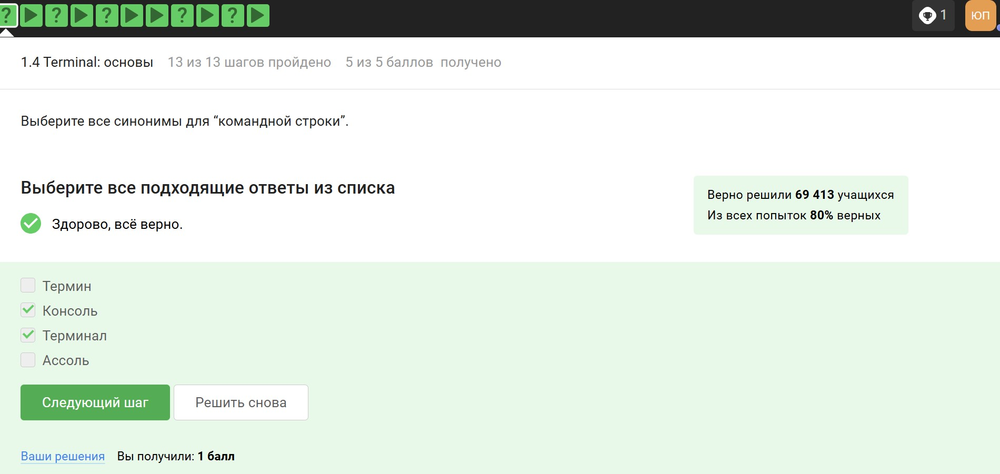 ? ? ? ? ?
1
ЮП
1.4 Terminal: основы 13 из 13 шагов пройдено 5 из 5 баллов получено
Выберите все синонимы для “командной строки”.
Выберите все подходящие ответы из списка
Здорово, всё верно.
Верно решили 69 413 учащихся
Из всех попыток 80% верных
Термин
Консоль
Терминал
Ассоль
Следующий шаг
Решить снова
Ваши решения Вы получили: 1 балл